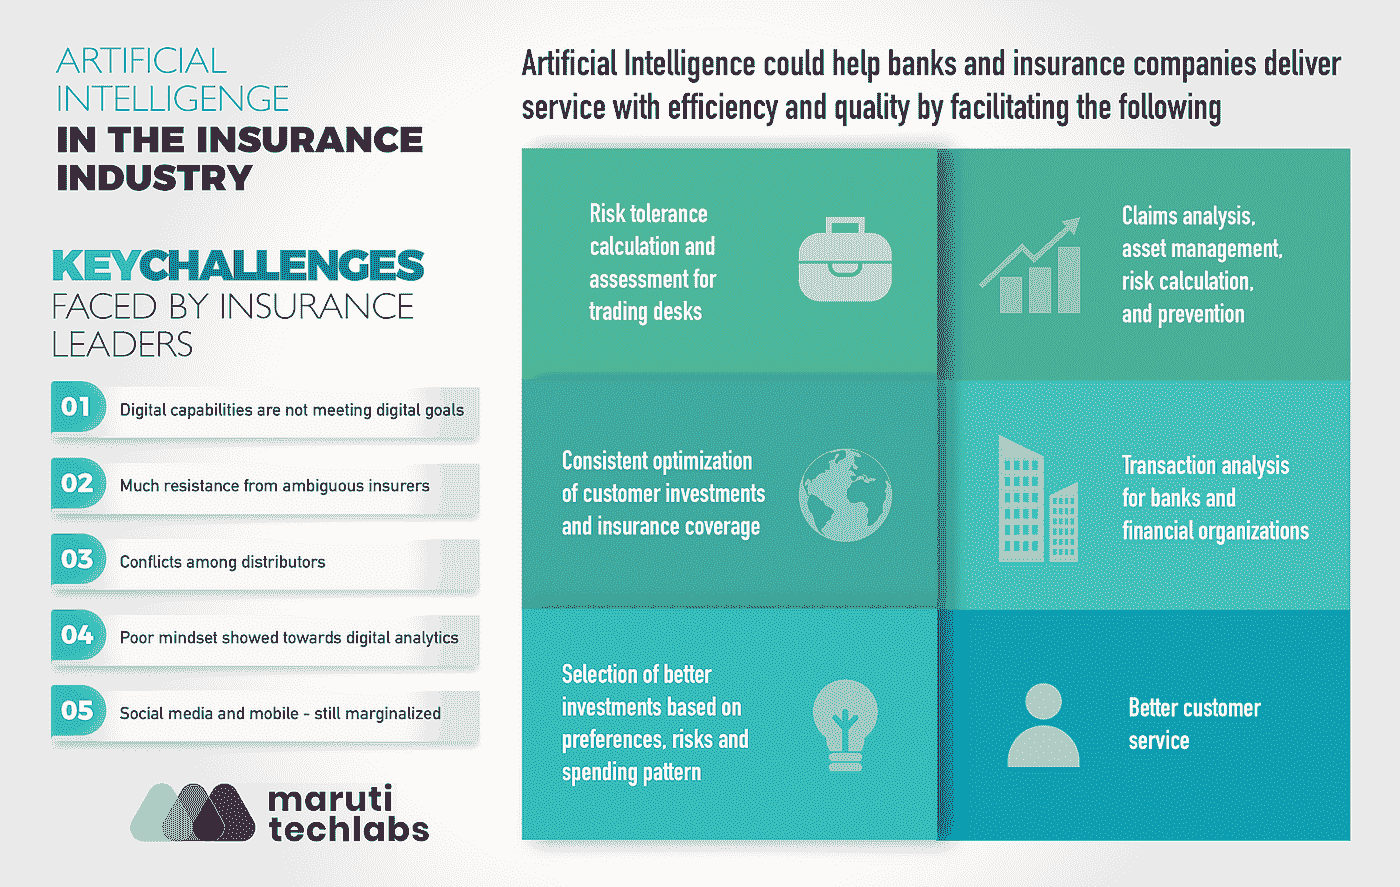 ARTIFICIAL
INTELLIGENCE
IN THE INSURANCE
INDUSTRY
KEYCHALLENGES
FACED BY INSURANCE
LEADERS
01 Digital capabilities are not meeting digital goals
02 Much resistance from ambiguous insurers
03 Conflicts among distributors
04 Poor mindset showed towards digital analytics
05 Social media and mobile - still marginalized
maruti
techlabs
Artificial Intelligence could help banks and insurance companies deliver
service with efficiency and quality by facilitating the following
Risk tolerance
calculation and
assessment for
trading desks
Claims analysis,
asset management,
risk calculation,
and prevention
Consistent optimization
of customer investments
and insurance coverage
Transaction analysis
for banks and
financial organizations
Selection of better
investments based on
preferences, risks and
spending pattern
Better customer
service